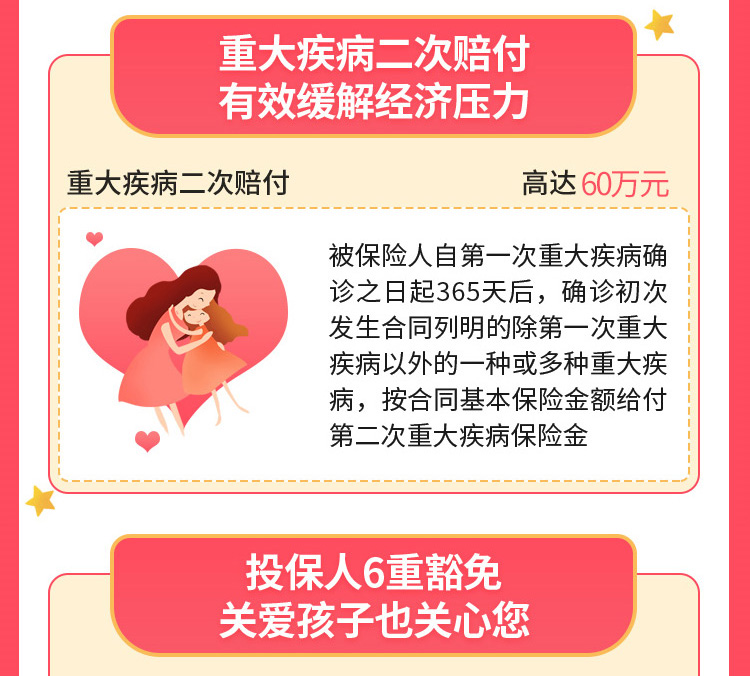 重大疾病二次赔付
有效缓解经济压力
重大疾病二次赔付
高达60万元
被保险人自第一次重大疾病确
诊之日起365天后，确诊初次
发生合同列明的除第一次重大
疾病以外的一种或多种重大疾
病，按合同基本保险金额给付
第二次重大疾病保险金
投保人6重豁免
关爱孩子也关心您